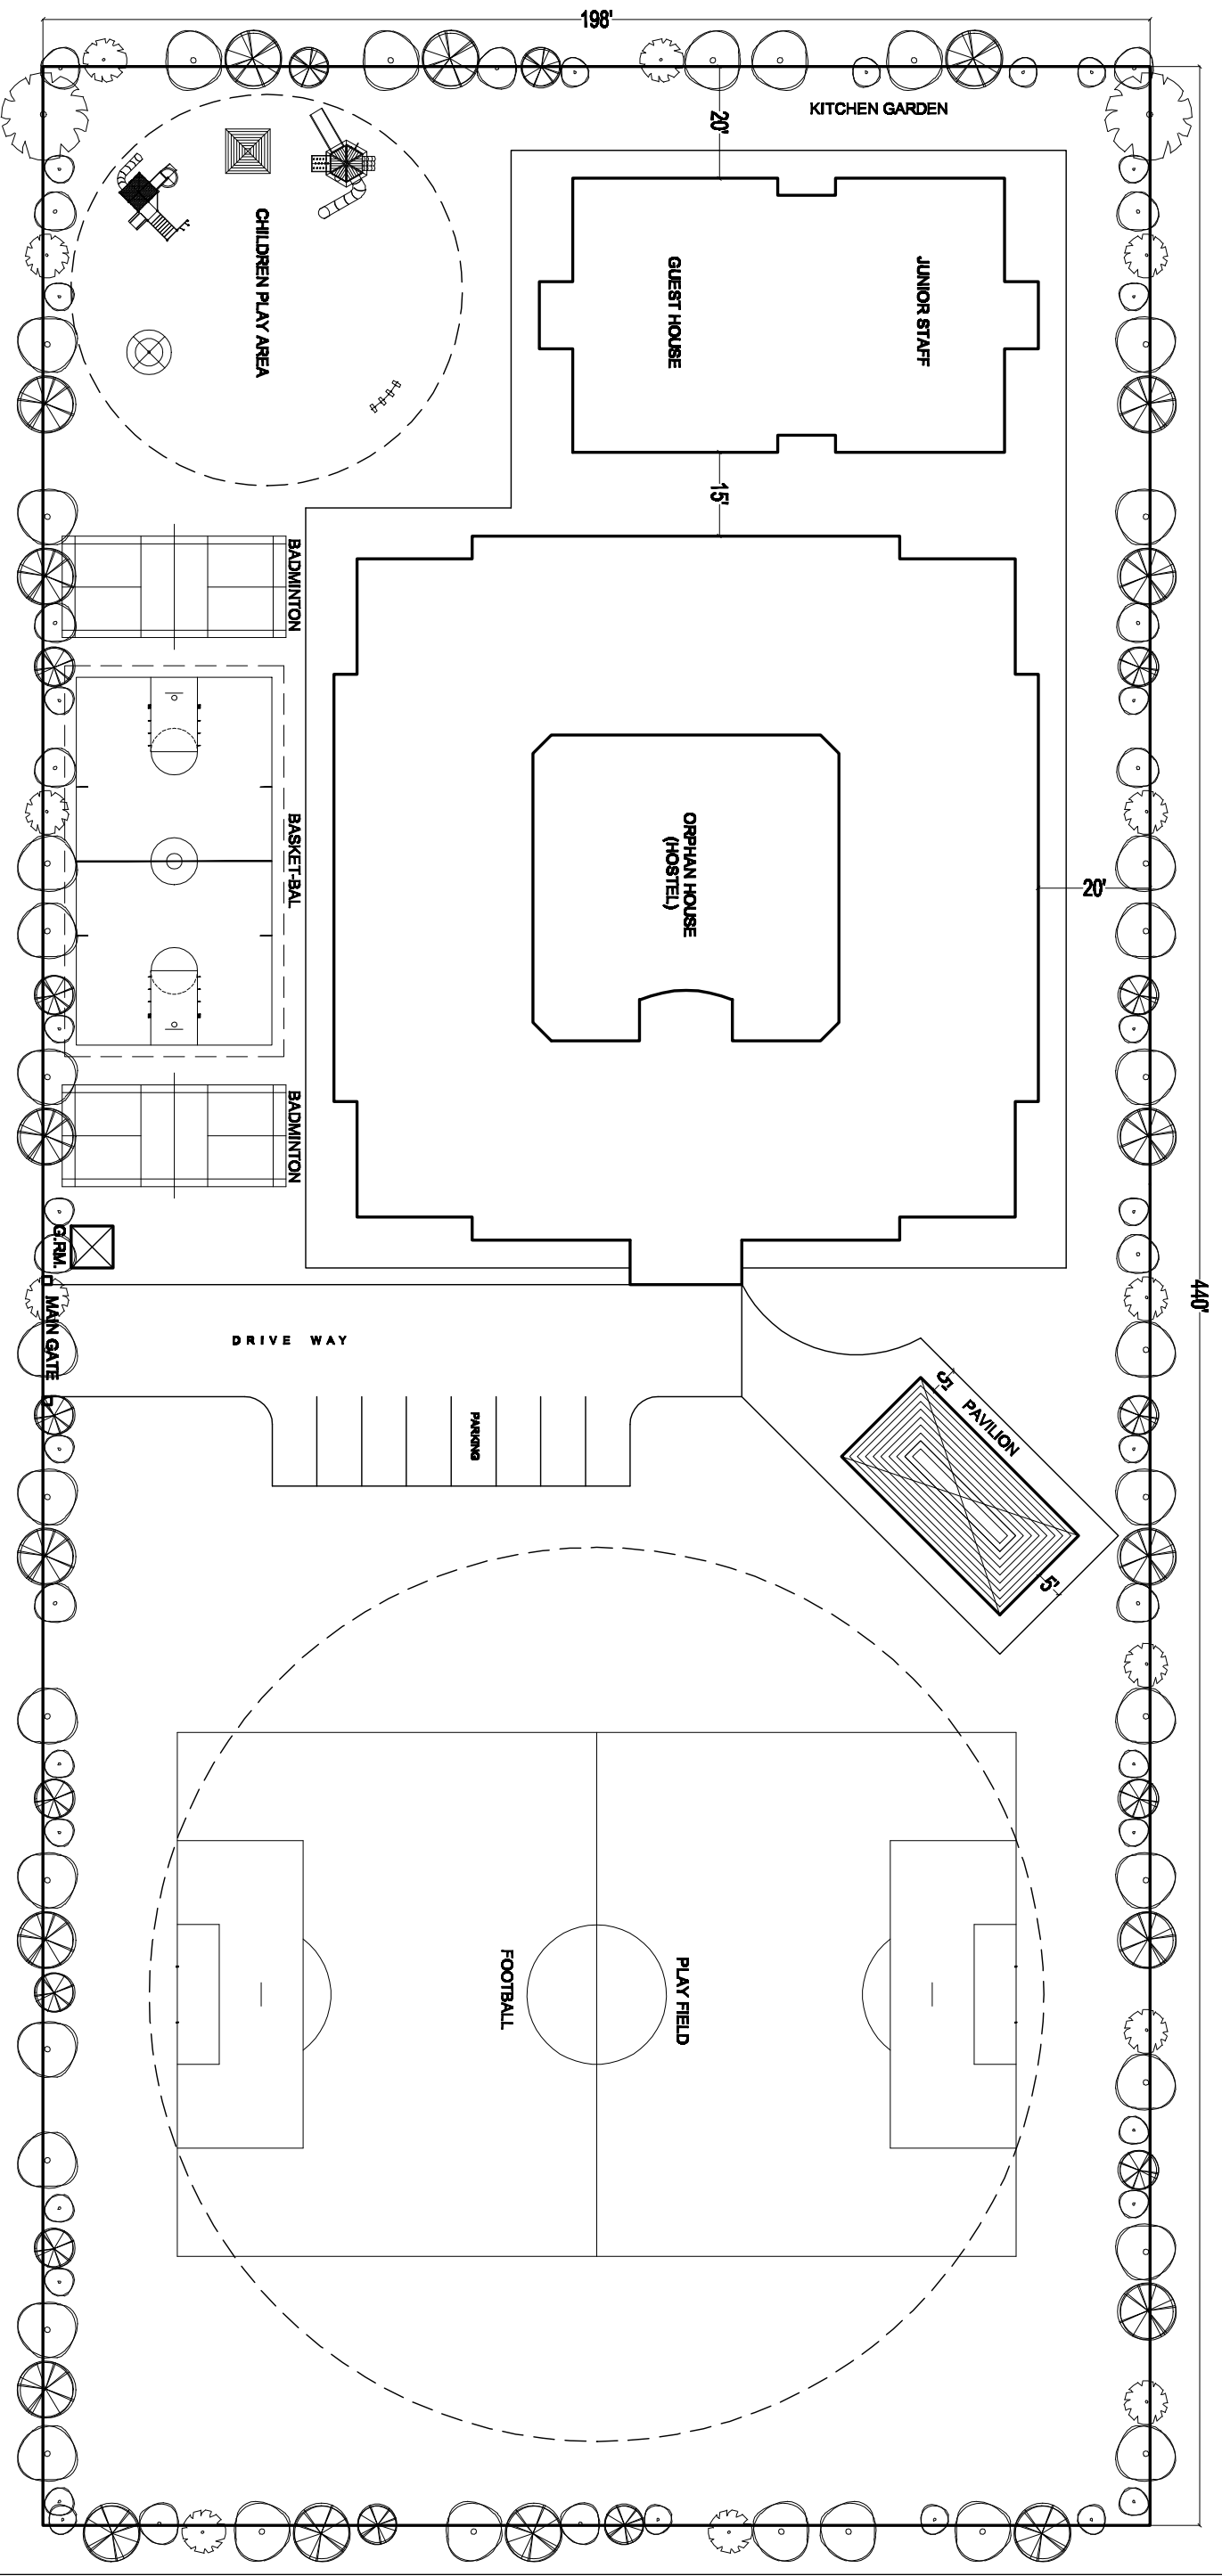 198'
KITCHEN GARDEN
20'
CHILDREN PLAY AREA
GUEST HOUSE
JUNIOR STAFF
15'
BADMINTON
BASKET-BAL
ORPHAN HOUSE
(HOSTEL)
20'
BADMINTON
G.RM.
MAIN GATE
440'
DRIVE WAY
PARKING
5'
PAVILION
5'
FOOTBALL
PLAY FIELD